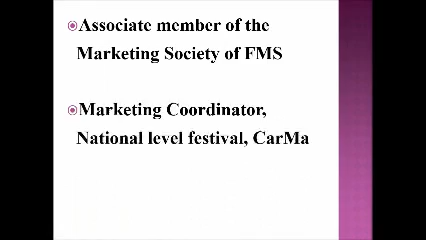 Associate member of the
Marketing Society of FMS
Marketing Coordinator,
National level festival, CarMa